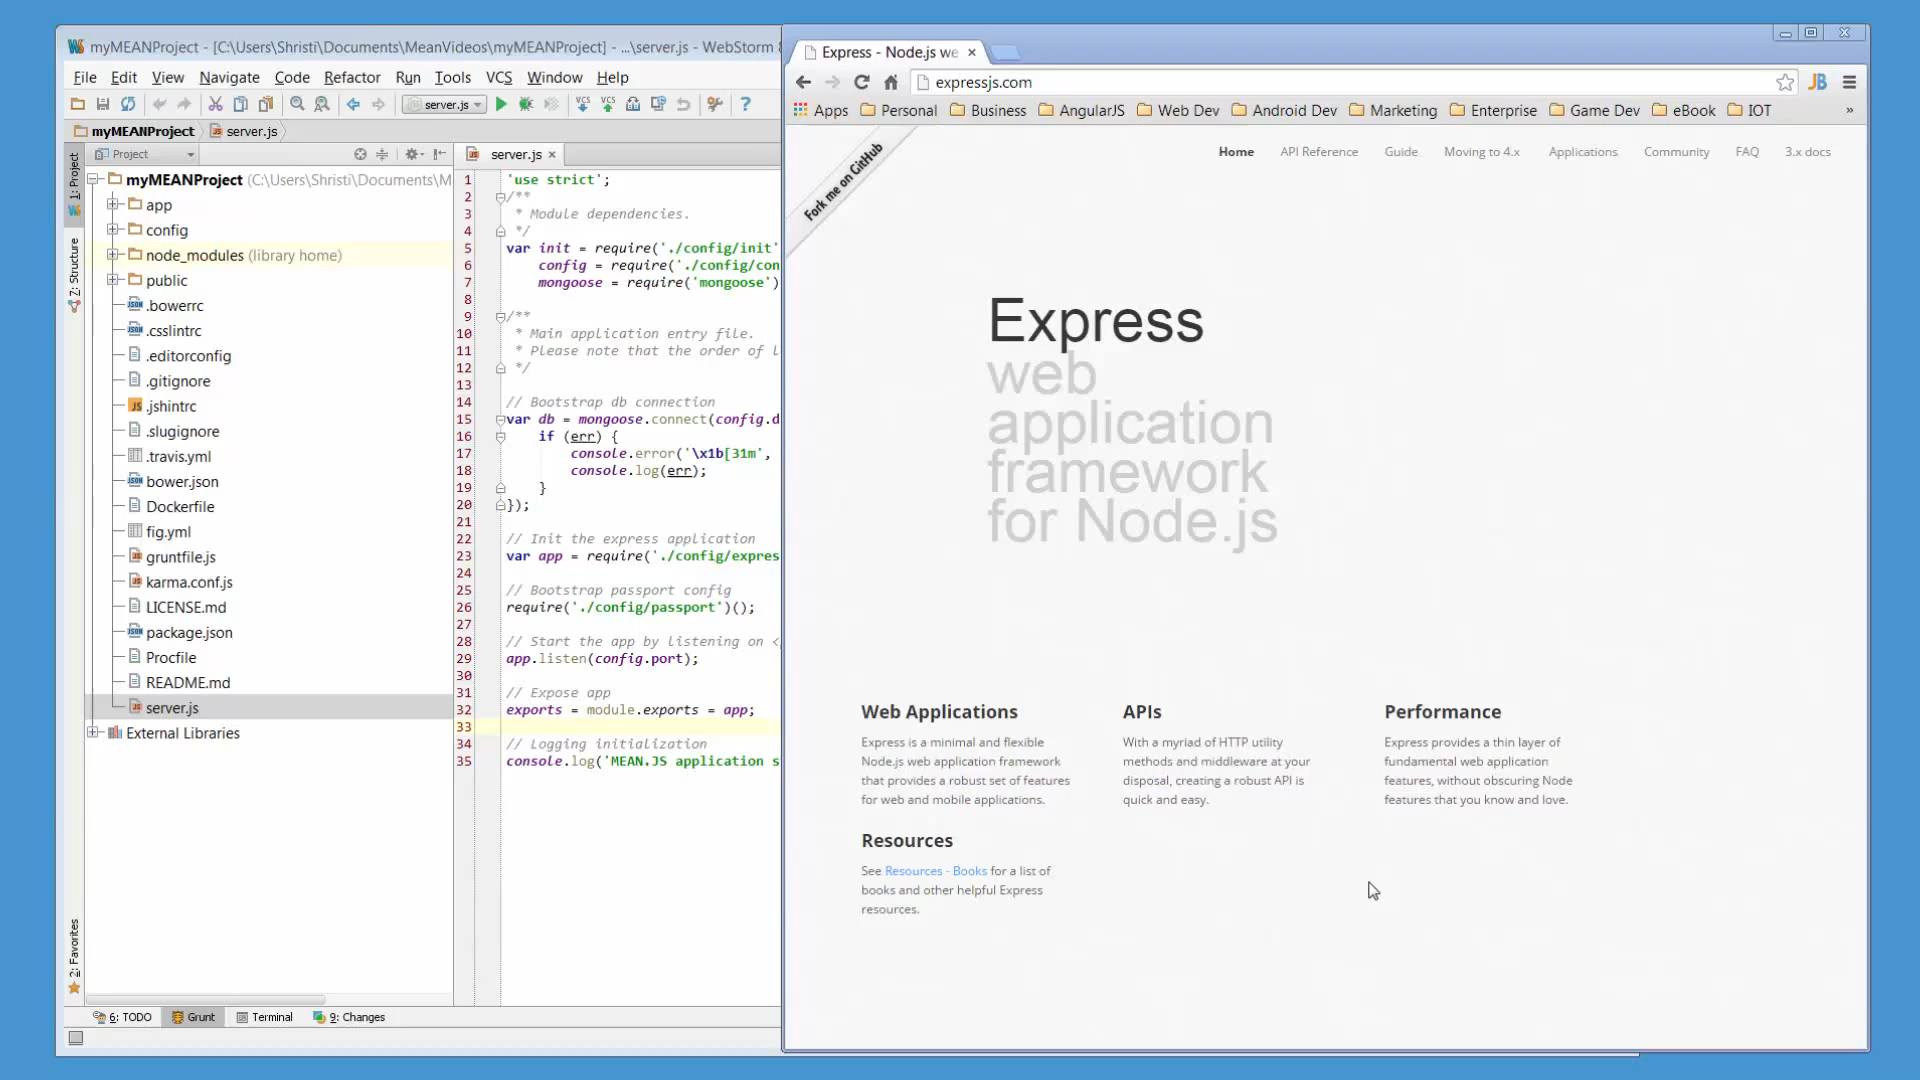 myMEANProject - [C:\Users\Shristi\Documents\MeanVideos\myMEANProject] - ...\server.js - WebStorm 8
File Edit View Navigate Code Refactor Run Tools VCS Window Help
server.js
myMEANProject server.js
Project
server.js
1: Project
Z: Structure
2: Favorites
myMEANProject (C:\Users\Shristi\Documents\M
app
config
node_modules (library home)
public
.bowerrc
.csslintrc
.editorconfig
.gitignore
.jshintrc
.slugignore
.travis.yml
bower.json
Dockerfile
fig.yml
gruntfile.js
karma.conf.js
LICENSE.md
package.json
Procfile
README.md
server.js
External Libraries
1 'use strict';
2 /**
3 * Module dependencies.
4 */
5 var init = require('./config/init'
6 config = require('./config/con
7 mongoose = require('mongoose')
8
9 /**
10 * Main application entry file.
11 * Please note that the order of l
12 */
13
14 // Bootstrap db connection
15 var db = mongoose.connect(config.d
16 if (err) {
17 console.error('\x1b[31m',
18 console.log(err);
19 }
20 });
21
22 // Init the express application
23 var app = require('./config/expres
24
25 // Bootstrap passport config
26 require('./config/passport')();
27
28 // Start the app by listening on <
29 app.listen(config.port);
30
31 // Expose app
32 exports = module.exports = app;
33
34 // Logging initialization
35 console.log('MEAN.JS application s
6: TODO Grunt Terminal 9: Changes
Express - Node.js we
expressjs.com
Apps Personal Business AngularJS Web Dev Android Dev Marketing Enterprise Game Dev eBook IOT »
Fork me on GitHub
Home API Reference Guide Moving to 4.x Applications Community FAQ 3.x docs
Express
web
application
framework
for Node.js
Web Applications
Express is a minimal and flexible
Node.js web application framework
that provides a robust set of features
for web and mobile applications.
APIs
With a myriad of HTTP utility
methods and middleware at your
disposal, creating a robust API is
quick and easy.
Performance
Express provides a thin layer of
fundamental web application
features, without obscuring Node
features that you know and love.
Resources
See Resources - Books for a list of
books and other helpful Express
resources.